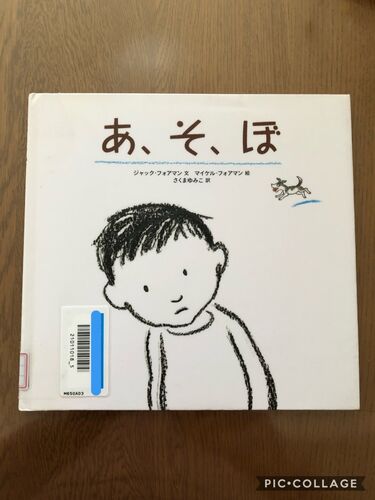 あ、そ、ぼ
ジャック・フォアマン 文　マイケル・フォアマン 絵
さくまゆみこ 訳
21011018_5
PIC•COLLAGE